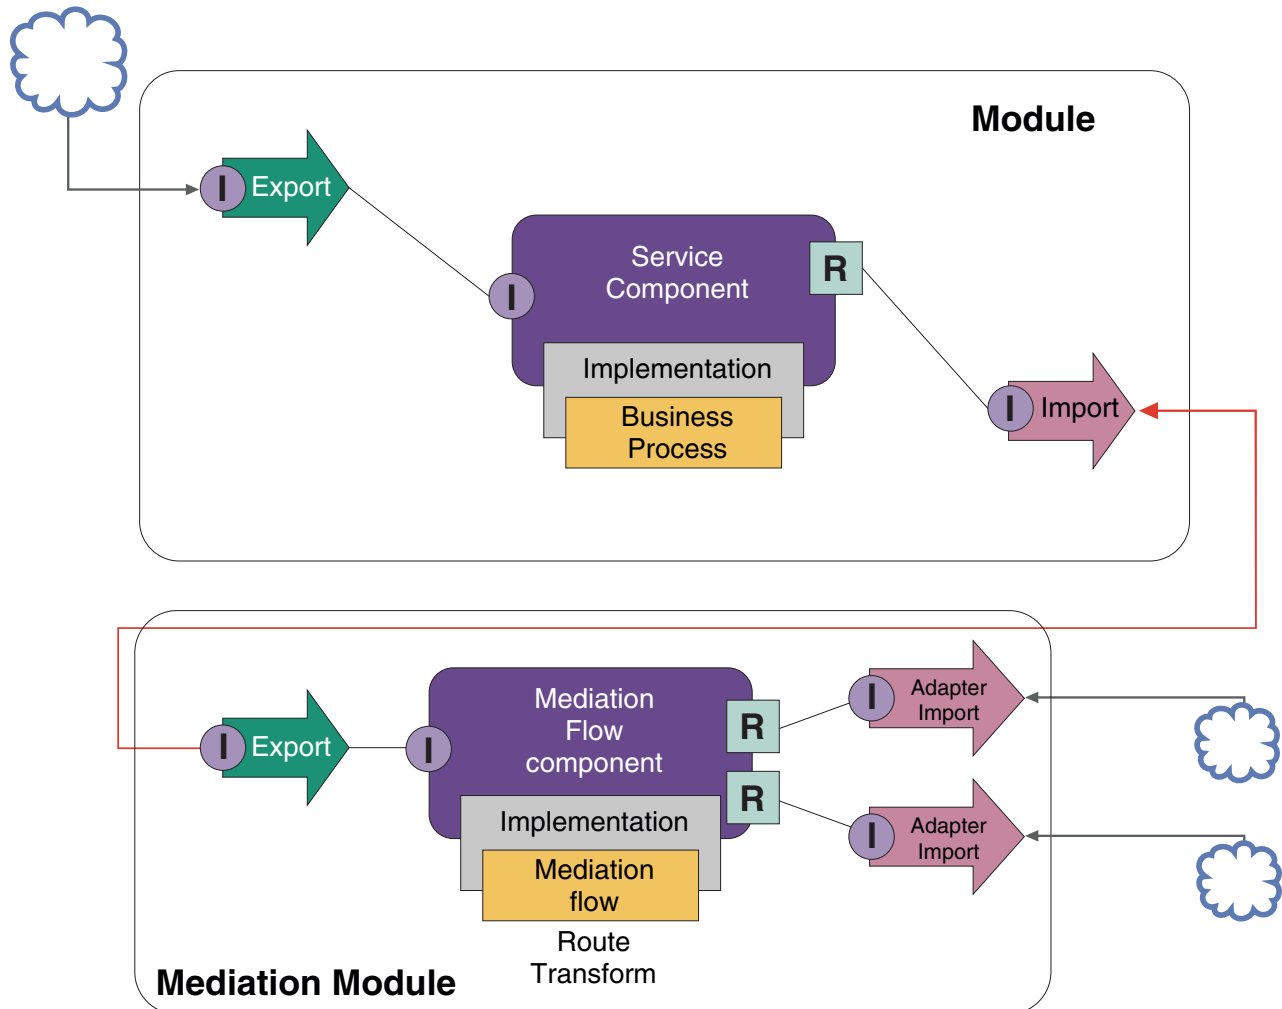 Module
I
Export
Service
Component
R
I
Implementation
Business
Process
I
Import
Mediation
Flow
component
I
Export
I
R
R
I
Adapter
Import
I
Adapter
Import
Implementation
Mediation
flow
Route
Transform
Mediation Module